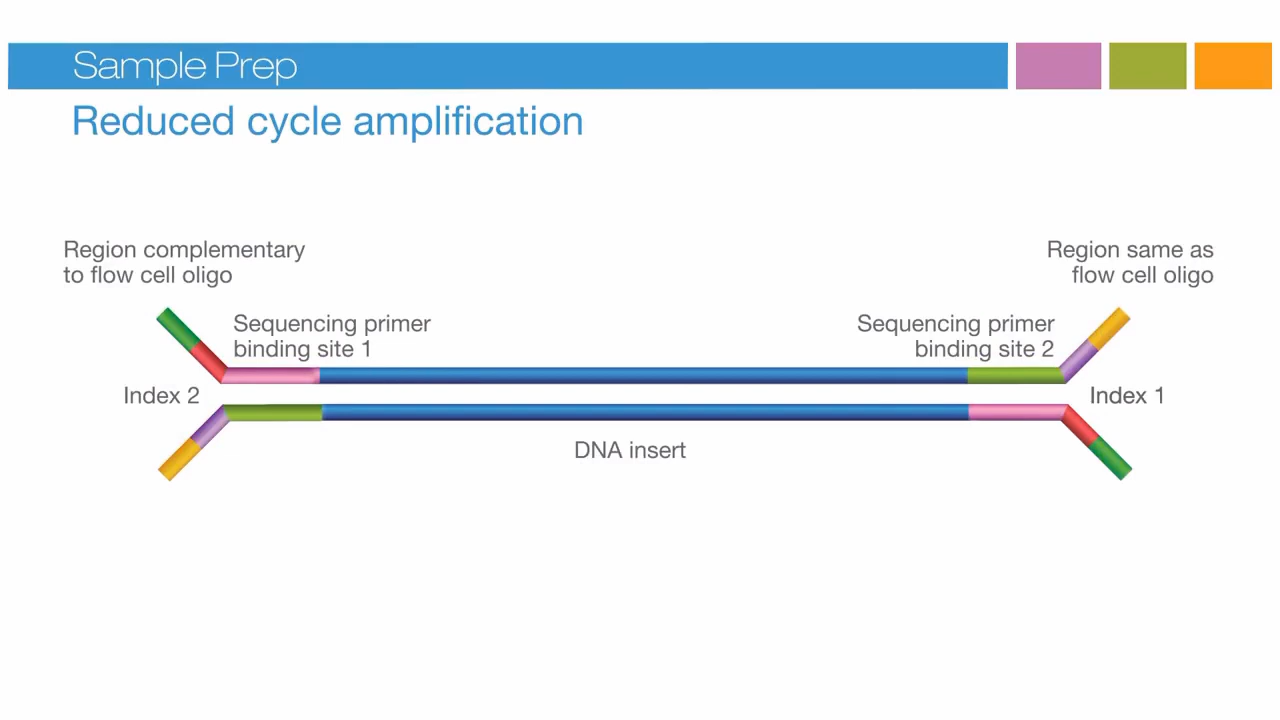 Sample Prep
Reduced cycle amplification
Region complementary
to flow cell oligo
Region same as
flow cell oligo
Sequencing primer
binding site 1
Sequencing primer
binding site 2
Index 2
Index 1
DNA insert